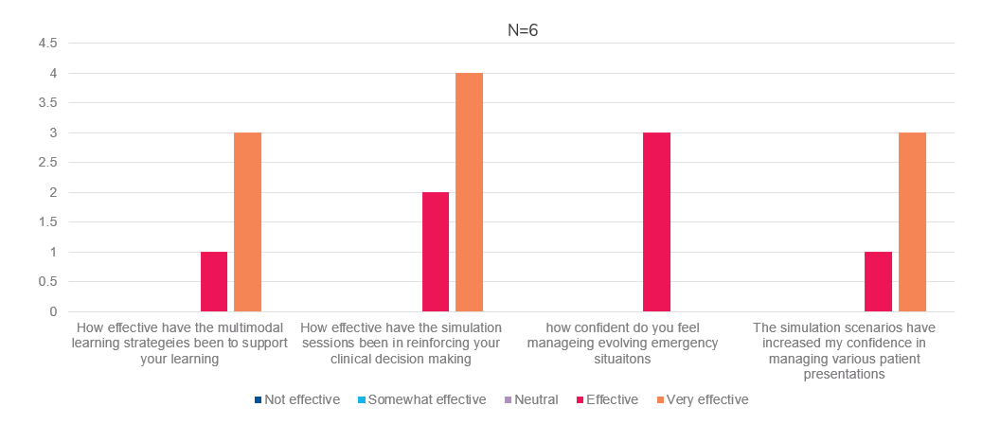 N=6
4.5
4
3.5
3
2.5
2
1.5
1
0.5
0
How effective have the multimodal
learning strategeies been to support
your learning
How effective have the simulation
sessions been in reinforcing your
clinical decision making
how confident do you feel
manageing evolving emergency
situaitons
The simulation scenarios have
increased my confidence in
managing various patient
presentations
Not effective Somewhat effective Neutral Effective Very effective